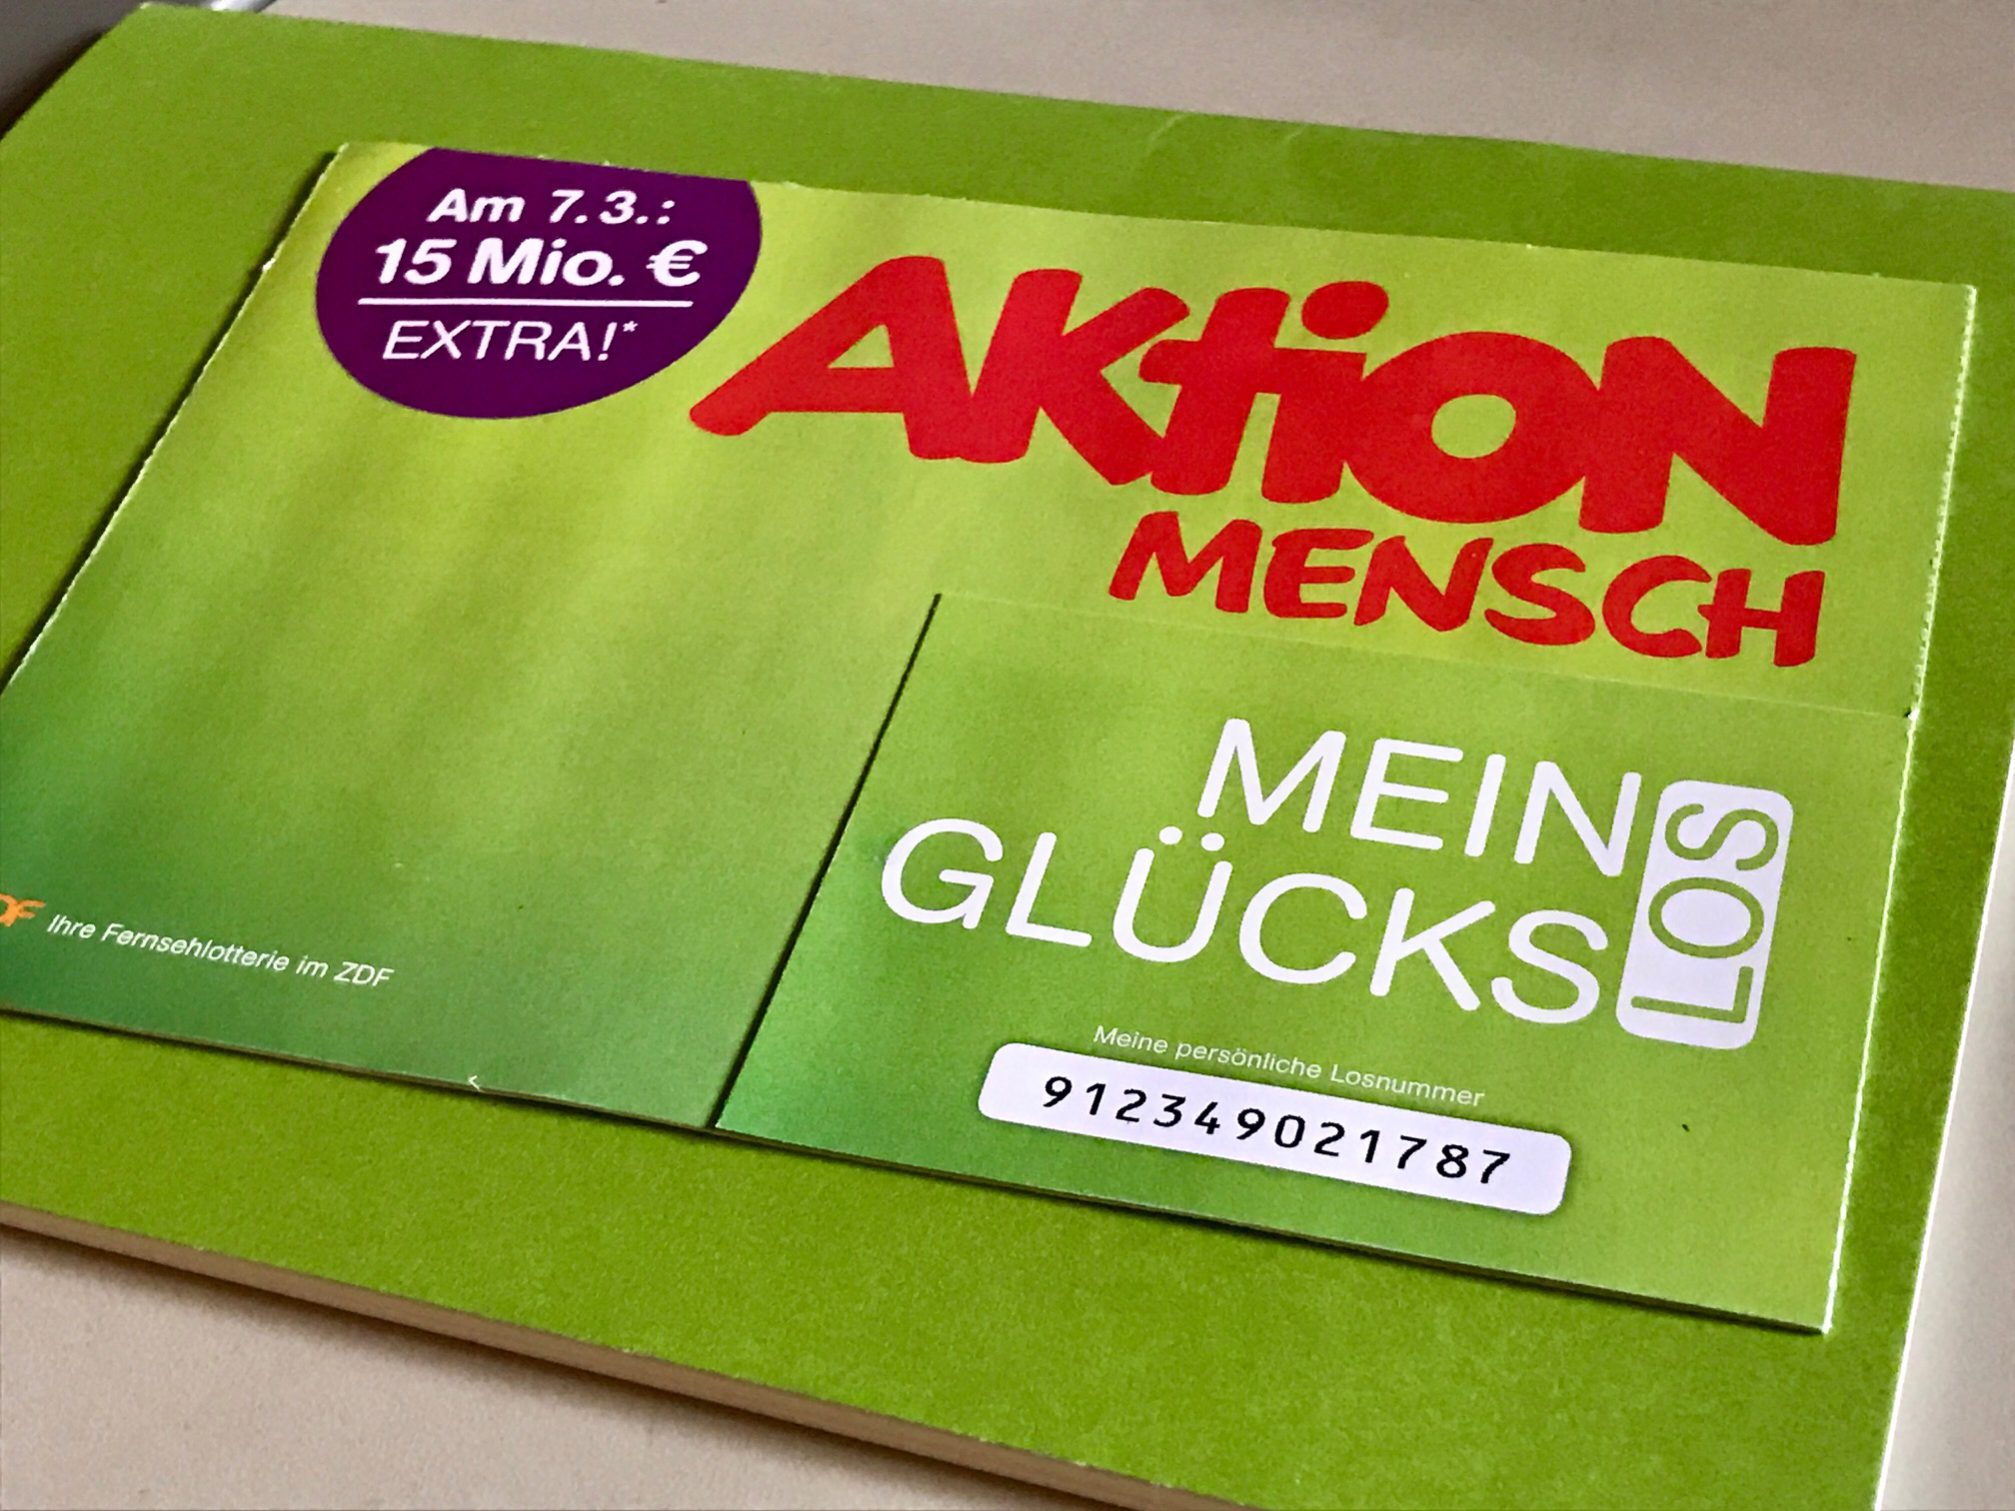 Am 7.3.:
15 Mio. €
EXTRA!*
AKtiON
MENSCH
MEIN
GLÜCKS
LOS
Meine persönliche Losnummer
912349021787
Ihre Fernsehlotterie im ZDF